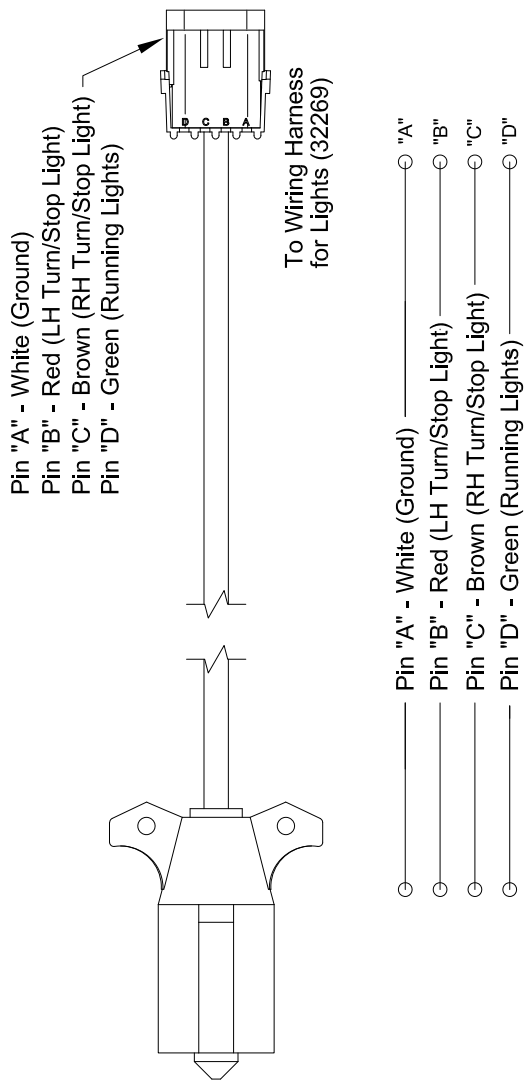 Pin "A" - White (Ground)
Pin "B" - Red (LH Turn/Stop Light)
Pin "C" - Brown (RH Turn/Stop Light)
Pin "D" - Green (Running Lights)
D
C
B
A
To Wiring Harness
for Lights (32269)
Pin "A" - White (Ground) "A"
Pin "B" - Red (LH Turn/Stop Light) "B"
Pin "C" - Brown (RH Turn/Stop Light) "C"
Pin "D" - Green (Running Lights) "D"